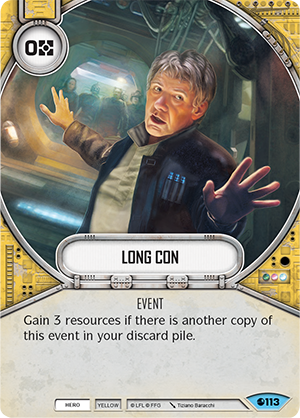 0
LONG CON
EVENT
Gain 3 resources if there is another copy of
this event in your discard pile.
HERO YELLOW © LFL © FFG Tiziano Baracchi 113